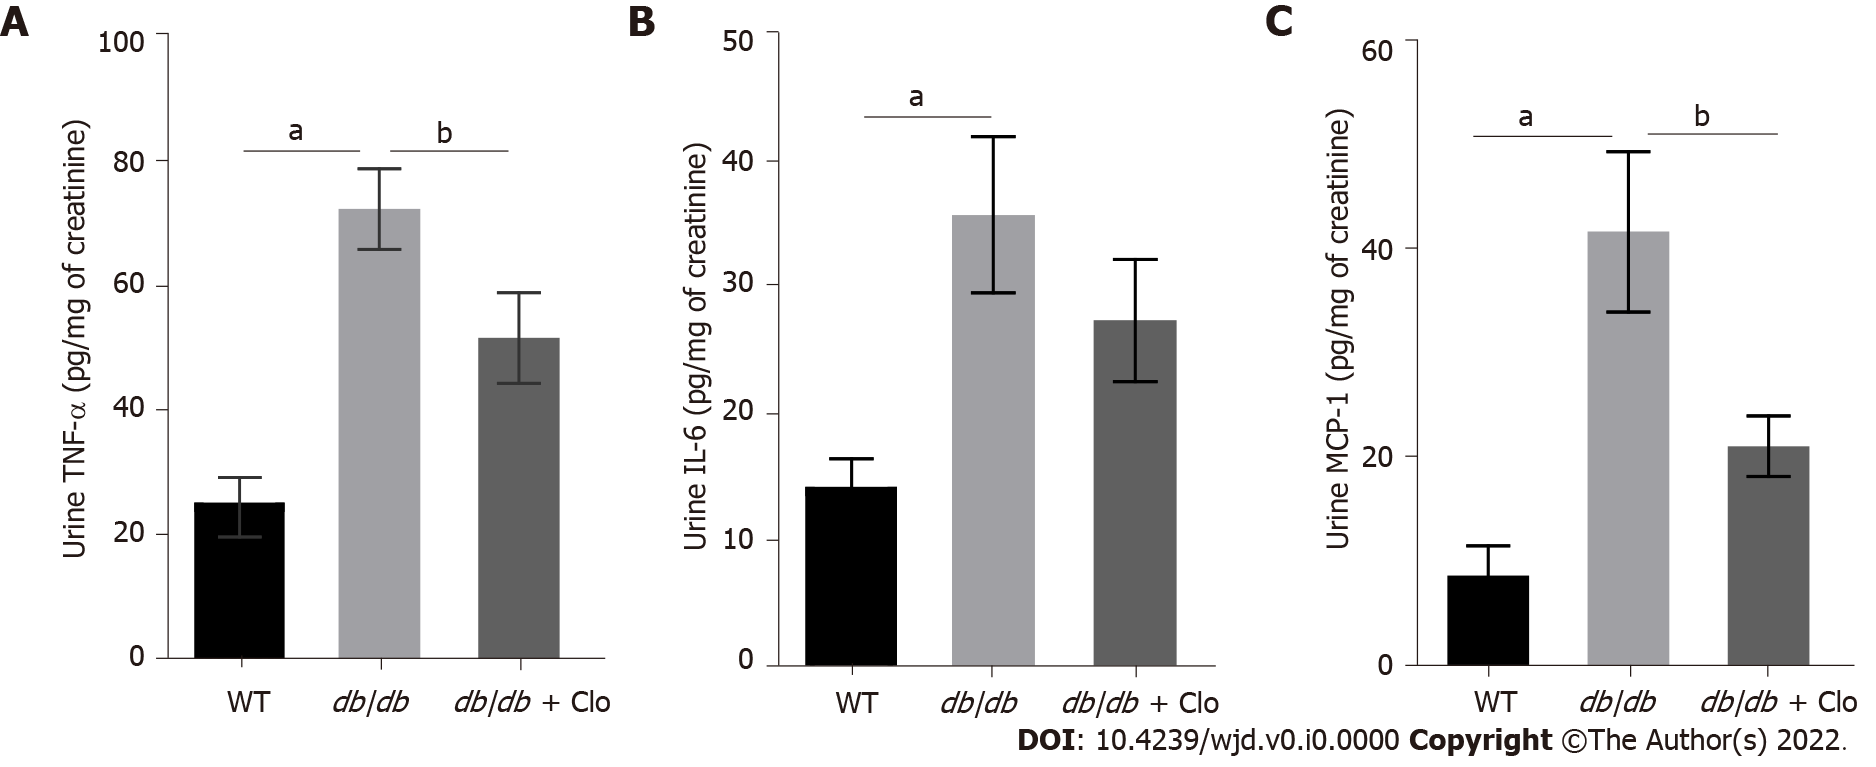 A
Urine TNF-α (pg/mg of creatinine)
100
80
60
40
20
0
a
b
WT
db/db
db/db + Clo
B
Urine IL-6 (pg/mg of creatinine)
50
40
30
20
10
0
a
WT
db/db
db/db + Clo
C
Urine MCP-1 (pg/mg of creatinine)
60
40
20
0
a
b
WT
db/db
db/db + Clo
DOI: 10.4239/wjd.v0.i0.0000 Copyright ©The Author(s) 2022.